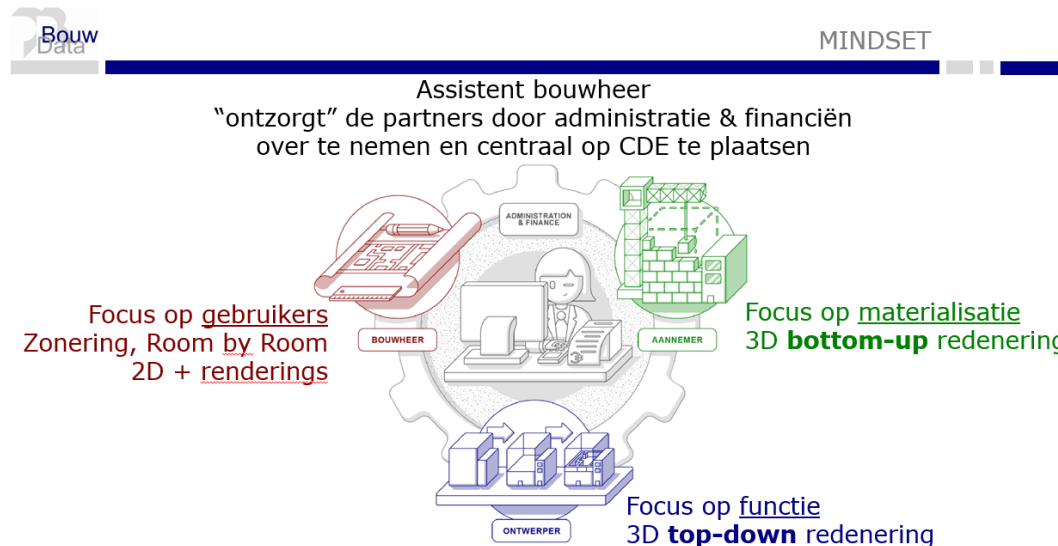 Bouw
Data
MINDSET
Assistent bouwheer
“ontzorgt” de partners door administratie & financiën
over te nemen en centraal op CDE te plaatsen
ADMINISTRATION
& FINANCE
Focus op gebruikers
Zonering, Room by Room
2D + renderings
BOUWHEER
AANNEMER
Focus op materialisatie
3D bottom-up redenering
ONTWERPER
Focus op functie
3D top-down redenering